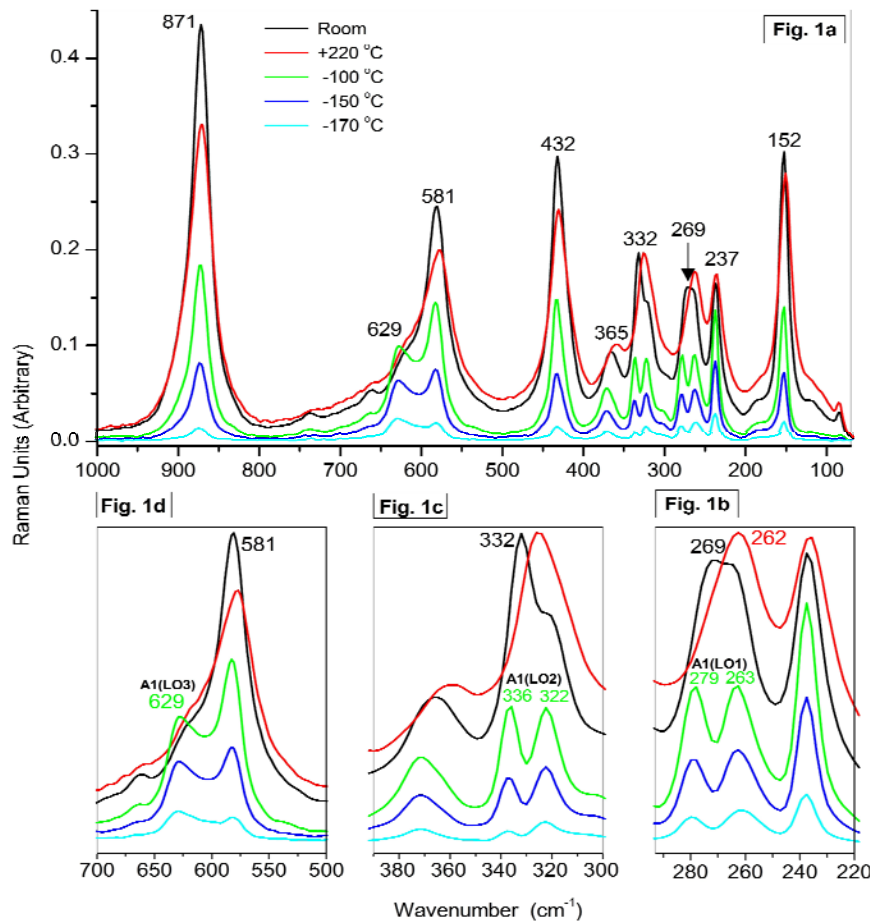 Fig. 1a
Room
+220 °C
-100 °C
-150 °C
-170 °C
871
629
581
432
365
332
269
237
152
0.4
0.3
0.2
0.1
0.0
1000 900 800 700 600 500 400 300 200 100
Raman Units (Arbitrary)
Fig. 1d
581
A1(LO3)
629
700 650 600 550 500
Fig. 1c
332
A1(LO2)
336 322
380 360 340 320 300
Fig. 1b
269 262
A1(LO1)
279 263
280 260 240 220
Wavenumber (cm-1)